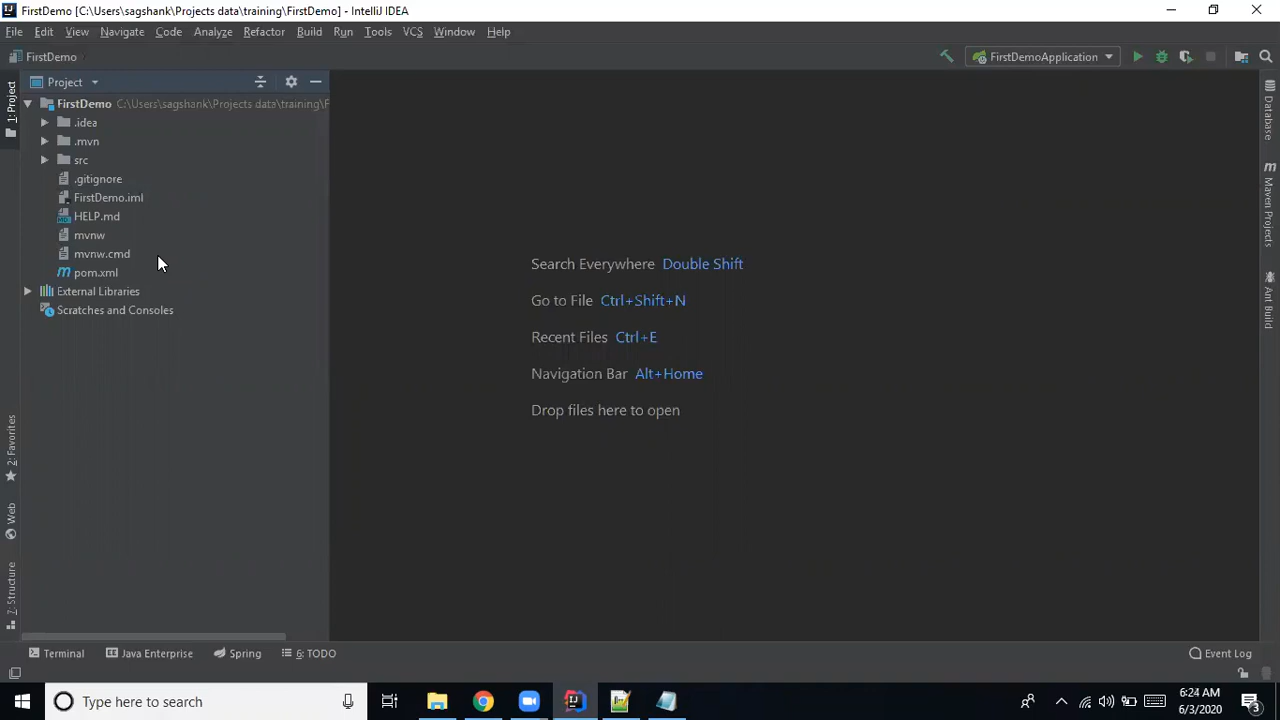 FirstDemo [C:\Users\sagshank\Projects data\training\FirstDemo] - IntelliJ IDEA
File Edit View Navigate Code Analyze Refactor Build Run Tools VCS Window Help
FirstDemo
FirstDemoApplication
Project
FirstDemo C:\Users\sagshank\Projects data\training\F
.idea
.mvn
src
.gitignore
FirstDemo.iml
HELP.md
mvnw
mvnw.cmd
pom.xml
External Libraries
Scratches and Consoles
1: Project
2: Favorites
Web
7: Structure
Search Everywhere Double Shift
Go to File Ctrl+Shift+N
Recent Files Ctrl+E
Navigation Bar Alt+Home
Drop files here to open
Database
Maven Projects
Ant Build
Terminal Java Enterprise Spring 6: TODO
Event Log
Type here to search
6:24 AM
6/3/2020
3